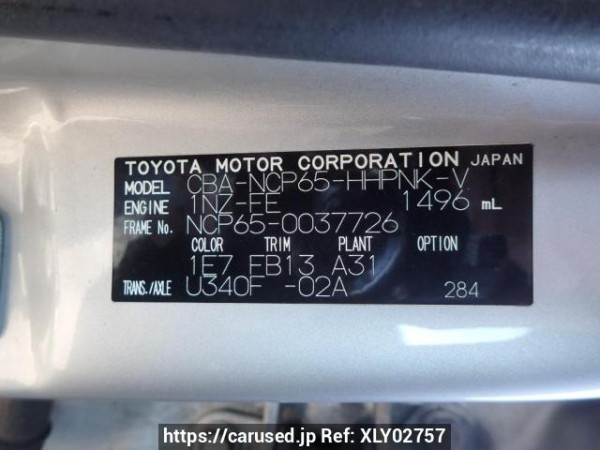 TOYOTA MOTOR CORPORATION JAPAN
MODEL CBA-NCP65-HHPNK-V
ENGINE 1NZ-FE 1496 mL
FRAME No. NCP65-0037726
COLOR TRIM PLANT OPTION
1E7 FB13 A31
TRANS./AXLE U340F -02A 284
https://carused.jp Ref: XLY02757